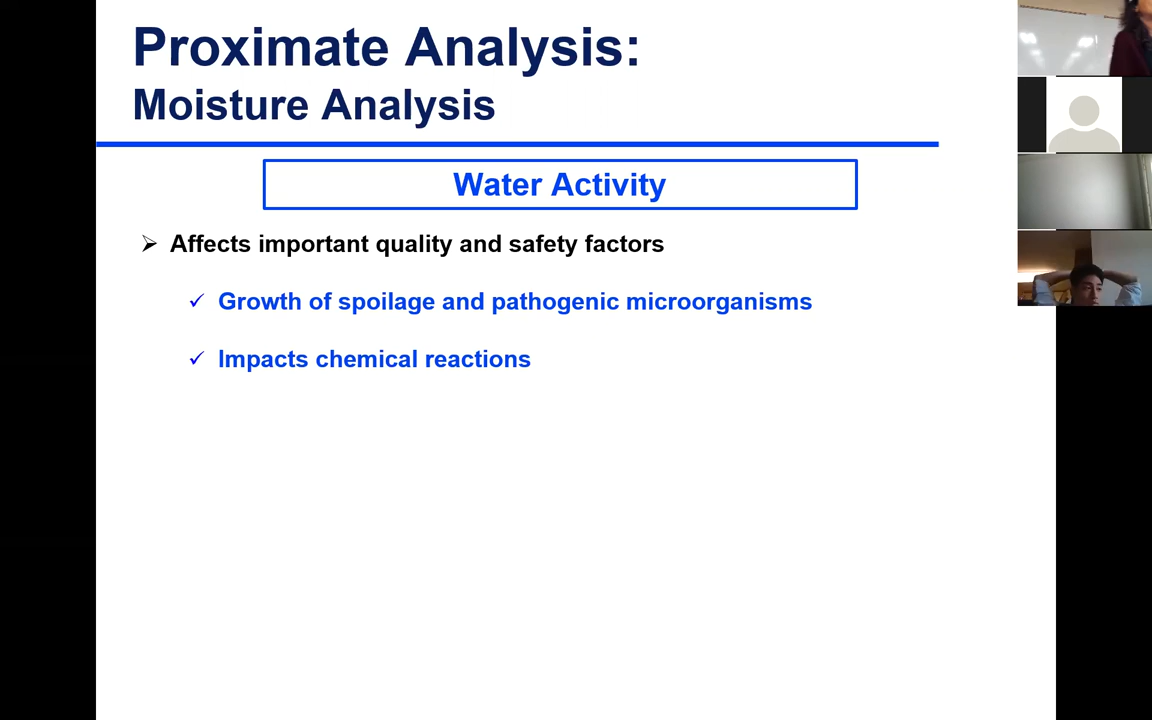 Proximate Analysis:
Moisture Analysis
Water Activity
➢ Affects important quality and safety factors
✓ Growth of spoilage and pathogenic microorganisms
✓ Impacts chemical reactions